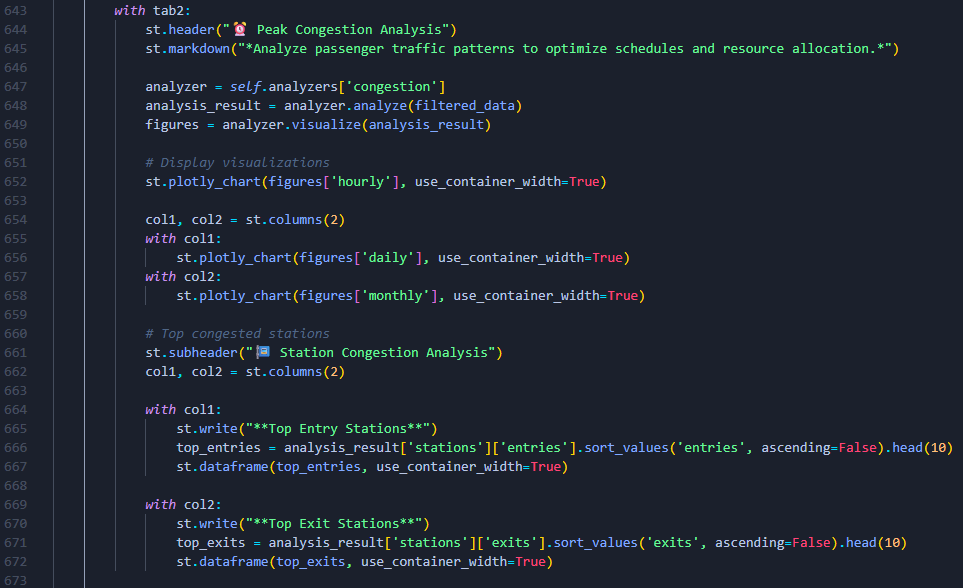 643 with tab2:
644 st.header("⏰ Peak Congestion Analysis")
645 st.markdown("*Analyze passenger traffic patterns to optimize schedules and resource allocation.*")
646
647 analyzer = self.analyzers['congestion']
648 analysis_result = analyzer.analyze(filtered_data)
649 figures = analyzer.visualize(analysis_result)
650
651 # Display visualizations
652 st.plotly_chart(figures['hourly'], use_container_width=True)
653
654 col1, col2 = st.columns(2)
655 with col1:
656 st.plotly_chart(figures['daily'], use_container_width=True)
657 with col2:
658 st.plotly_chart(figures['monthly'], use_container_width=True)
659
660 # Top congested stations
661 st.subheader("🚏 Station Congestion Analysis")
662 col1, col2 = st.columns(2)
663
664 with col1:
665 st.write("**Top Entry Stations**")
666 top_entries = analysis_result['stations']['entries'].sort_values('entries', ascending=False).head(10)
667 st.dataframe(top_entries, use_container_width=True)
668
669 with col2:
670 st.write("**Top Exit Stations**")
671 top_exits = analysis_result['stations']['exits'].sort_values('exits', ascending=False).head(10)
672 st.dataframe(top_exits, use_container_width=True)
673